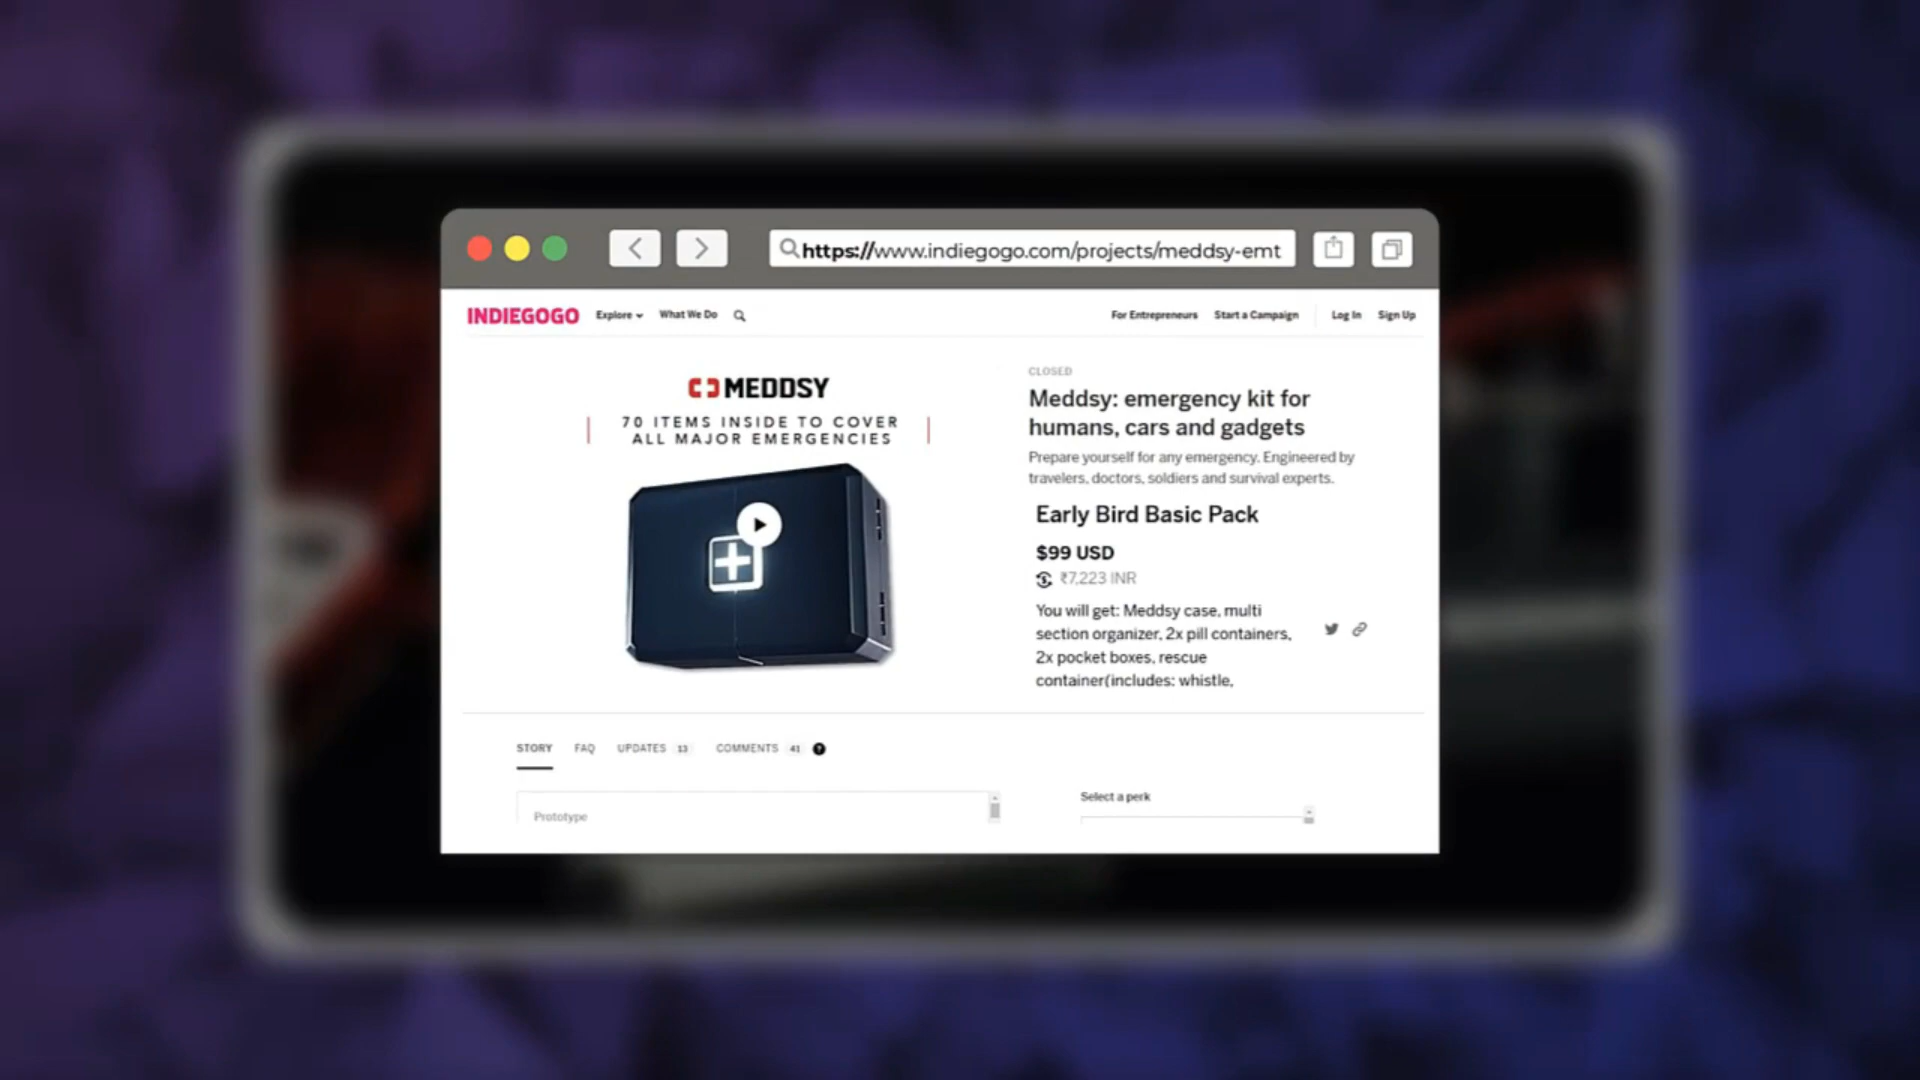 https://www.indiegogo.com/projects/meddsy-emt
INDIEGOGO Explore What We Do For Entrepreneurs Start a Campaign Log In Sign Up
MEDDSY
70 ITEMS INSIDE TO COVER
ALL MAJOR EMERGENCIES
CLOSED
Meddsy: emergency kit for
humans, cars and gadgets
Prepare yourself for any emergency. Engineered by
travelers, doctors, soldiers and survival experts.
Early Bird Basic Pack
$99 USD
₹7,223 INR
You will get: Meddsy case, multi
section organizer, 2x pill containers,
2x pocket boxes, rescue
container(includes: whistle,
STORY FAQ UPDATES 13 COMMENTS 41 ?
Prototype
Select a perk